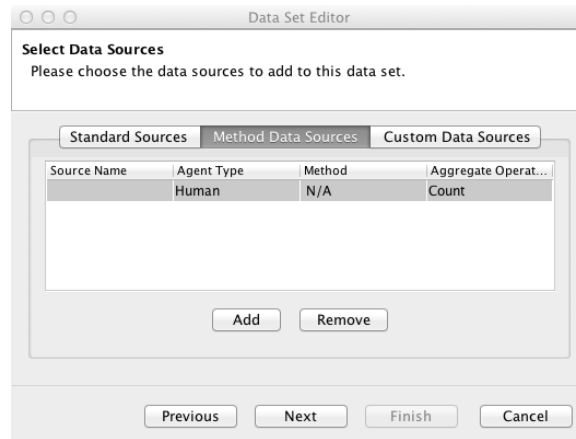 Data Set Editor
Select Data Sources
Please choose the data sources to add to this data set.
Standard Sources Method Data Sources Custom Data Sources
Source Name Agent Type Method Aggregate Operat...
Human N/A Count
Add Remove
Previous Next Finish Cancel